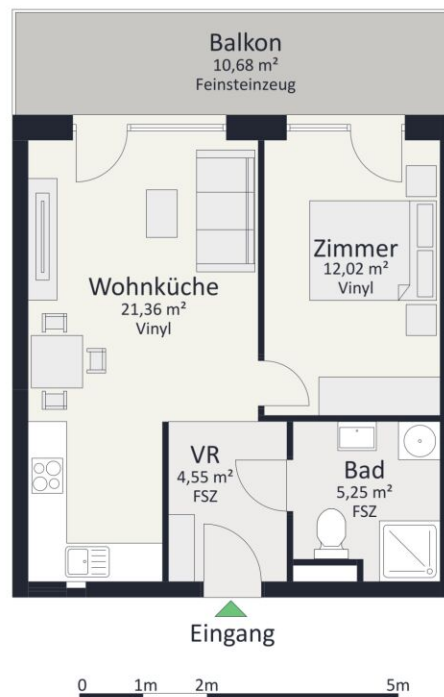 Balkon
10,68 m²
Feinsteinzeug
Zimmer
12,02 m²
Vinyl
Wohnküche
21,36 m²
Vinyl
VR
4,55 m²
FSZ
Bad
5,25 m²
FSZ
Eingang
0 1m 2m 5m